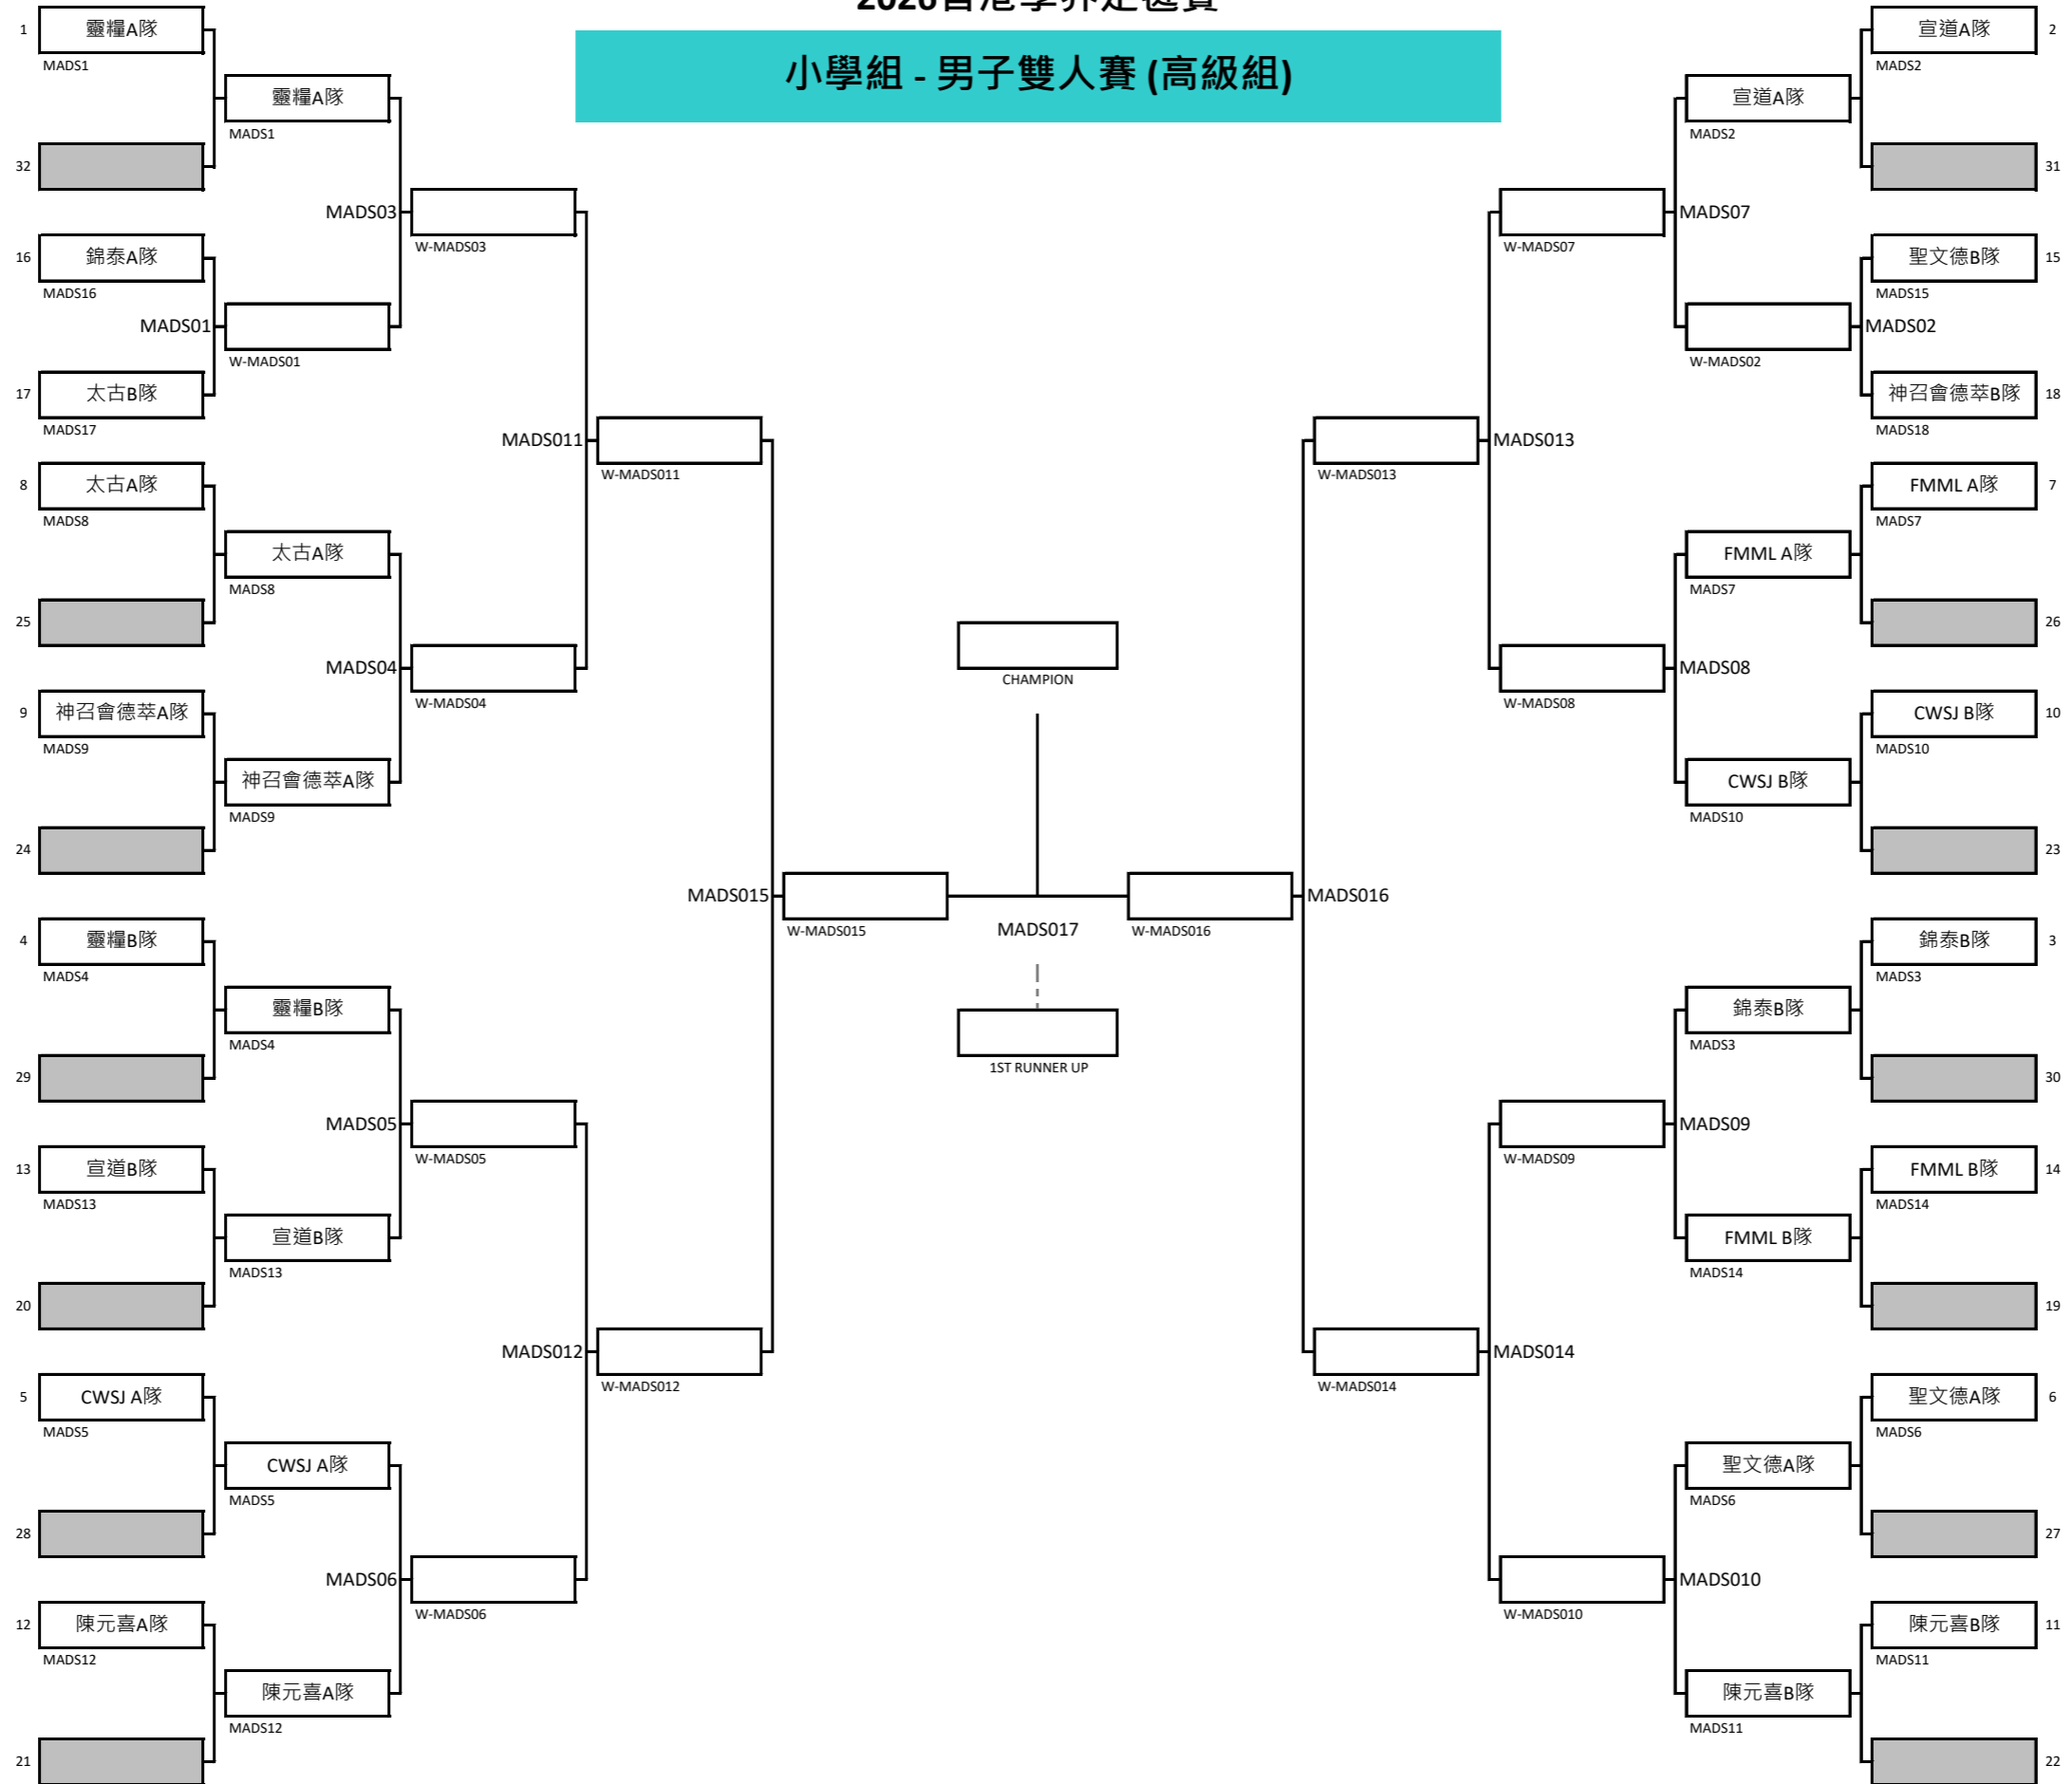 2026香港學界足毽賽
小學組 - 男子雙人賽 (高級組)
1
靈糧A隊
MADS1
32
16
錦泰A隊
MADS16
17
太古B隊
MADS17
8
太古A隊
MADS8
25
9
神召會德萃A隊
MADS9
24
4
靈糧B隊
MADS4
29
13
宣道B隊
MADS13
20
5
CWSJ A隊
MADS5
28
12
陳元喜A隊
MADS12
21
靈糧A隊
MADS1
MADS01
W-MADS01
太古A隊
MADS8
神召會德萃A隊
MADS9
靈糧B隊
MADS4
宣道B隊
MADS13
CWSJ A隊
MADS5
陳元喜A隊
MADS12
MADS03
W-MADS03
MADS04
W-MADS04
MADS05
W-MADS05
MADS06
W-MADS06
MADS011
W-MADS011
MADS012
W-MADS012
MADS015
W-MADS015
CHAMPION
MADS017
1ST RUNNER UP
W-MADS016
MADS016
W-MADS013
MADS013
W-MADS014
MADS014
W-MADS07
MADS07
W-MADS08
MADS08
W-MADS09
MADS09
W-MADS010
MADS010
宣道A隊
MADS2
W-MADS02
MADS02
FMML A隊
MADS7
CWSJ B隊
MADS10
錦泰B隊
MADS3
FMML B隊
MADS14
聖文德A隊
MADS6
陳元喜B隊
MADS11
宣道A隊
2
MADS2
31
聖文德B隊
15
MADS15
神召會德萃B隊
18
MADS18
FMML A隊
7
MADS7
26
CWSJ B隊
10
MADS10
23
錦泰B隊
3
MADS3
30
FMML B隊
14
MADS14
19
聖文德A隊
6
MADS6
27
陳元喜B隊
11
MADS11
22